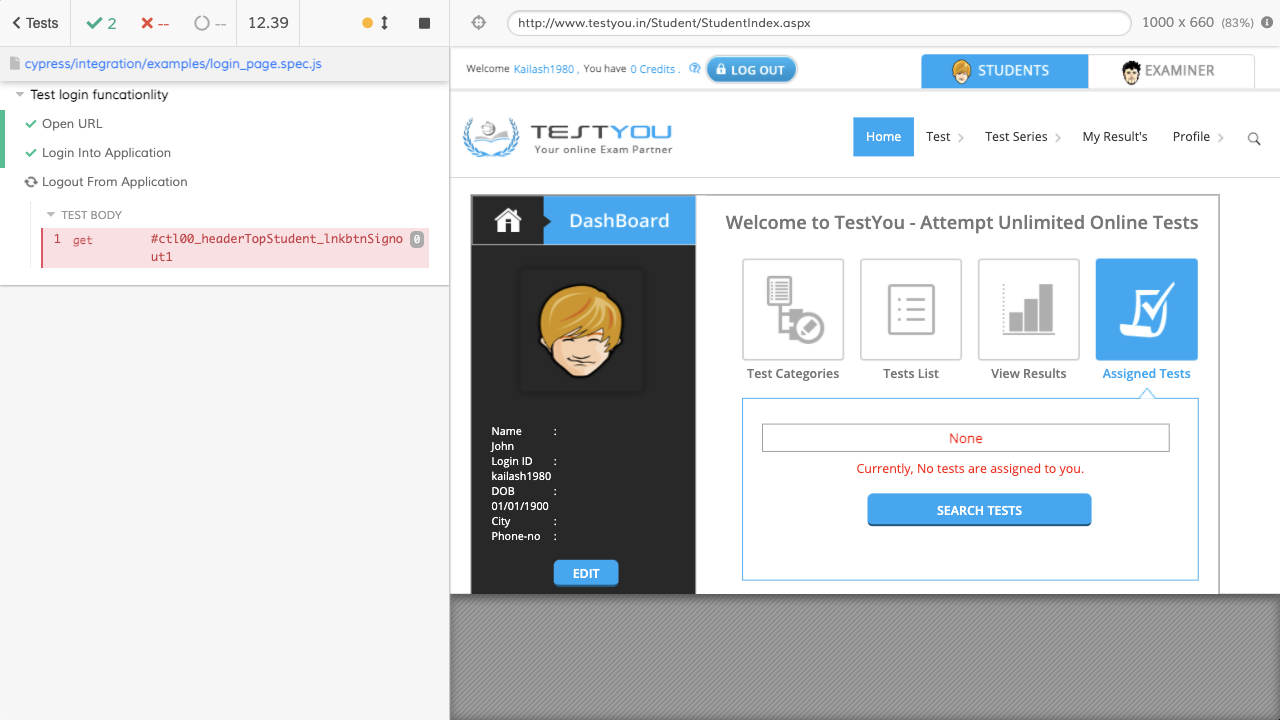 Tests
2
--
--
12.39
http://www.testyou.in/Student/StudentIndex.aspx
1000 x 660 (83%)
cypress/integration/examples/login_page.spec.js
Test login funcationlity
Open URL
Login Into Application
Logout From Application
TEST BODY
1 get #ctl00_headerTopStudent_lnkbtnSigno 0
ut1
Welcome Kailash1980 , You have 0 Credits .
LOG OUT
STUDENTS
EXAMINER
TESTYOU
Your online Exam Partner
Home
Test
Test Series
My Result's
Profile
DashBoard
Name :
John
Login ID :
kailash1980
DOB :
01/01/1900
City :
Phone-no :
EDIT
Welcome to TestYou - Attempt Unlimited Online Tests
Test Categories
Tests List
View Results
Assigned Tests
None
Currently, No tests are assigned to you.
SEARCH TESTS